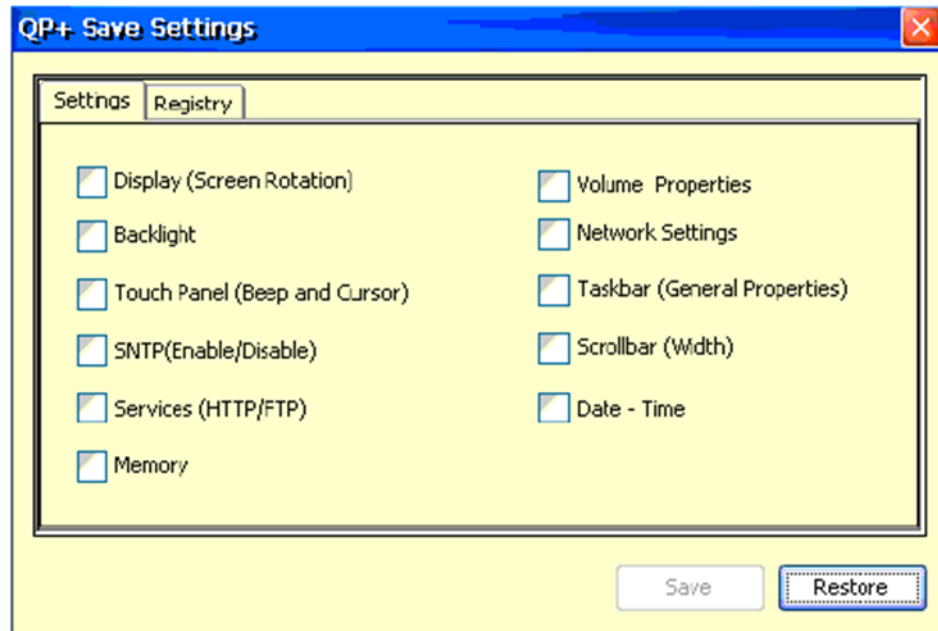 QP+ Save Settings
Settings
Registry
Display (Screen Rotation)
Backlight
Touch Panel (Beep and Cursor)
SNTP(Enable/Disable)
Services (HTTP/FTP)
Memory
Volume Properties
Network Settings
Taskbar (General Properties)
Scrollbar (Width)
Date - Time
Save
Restore